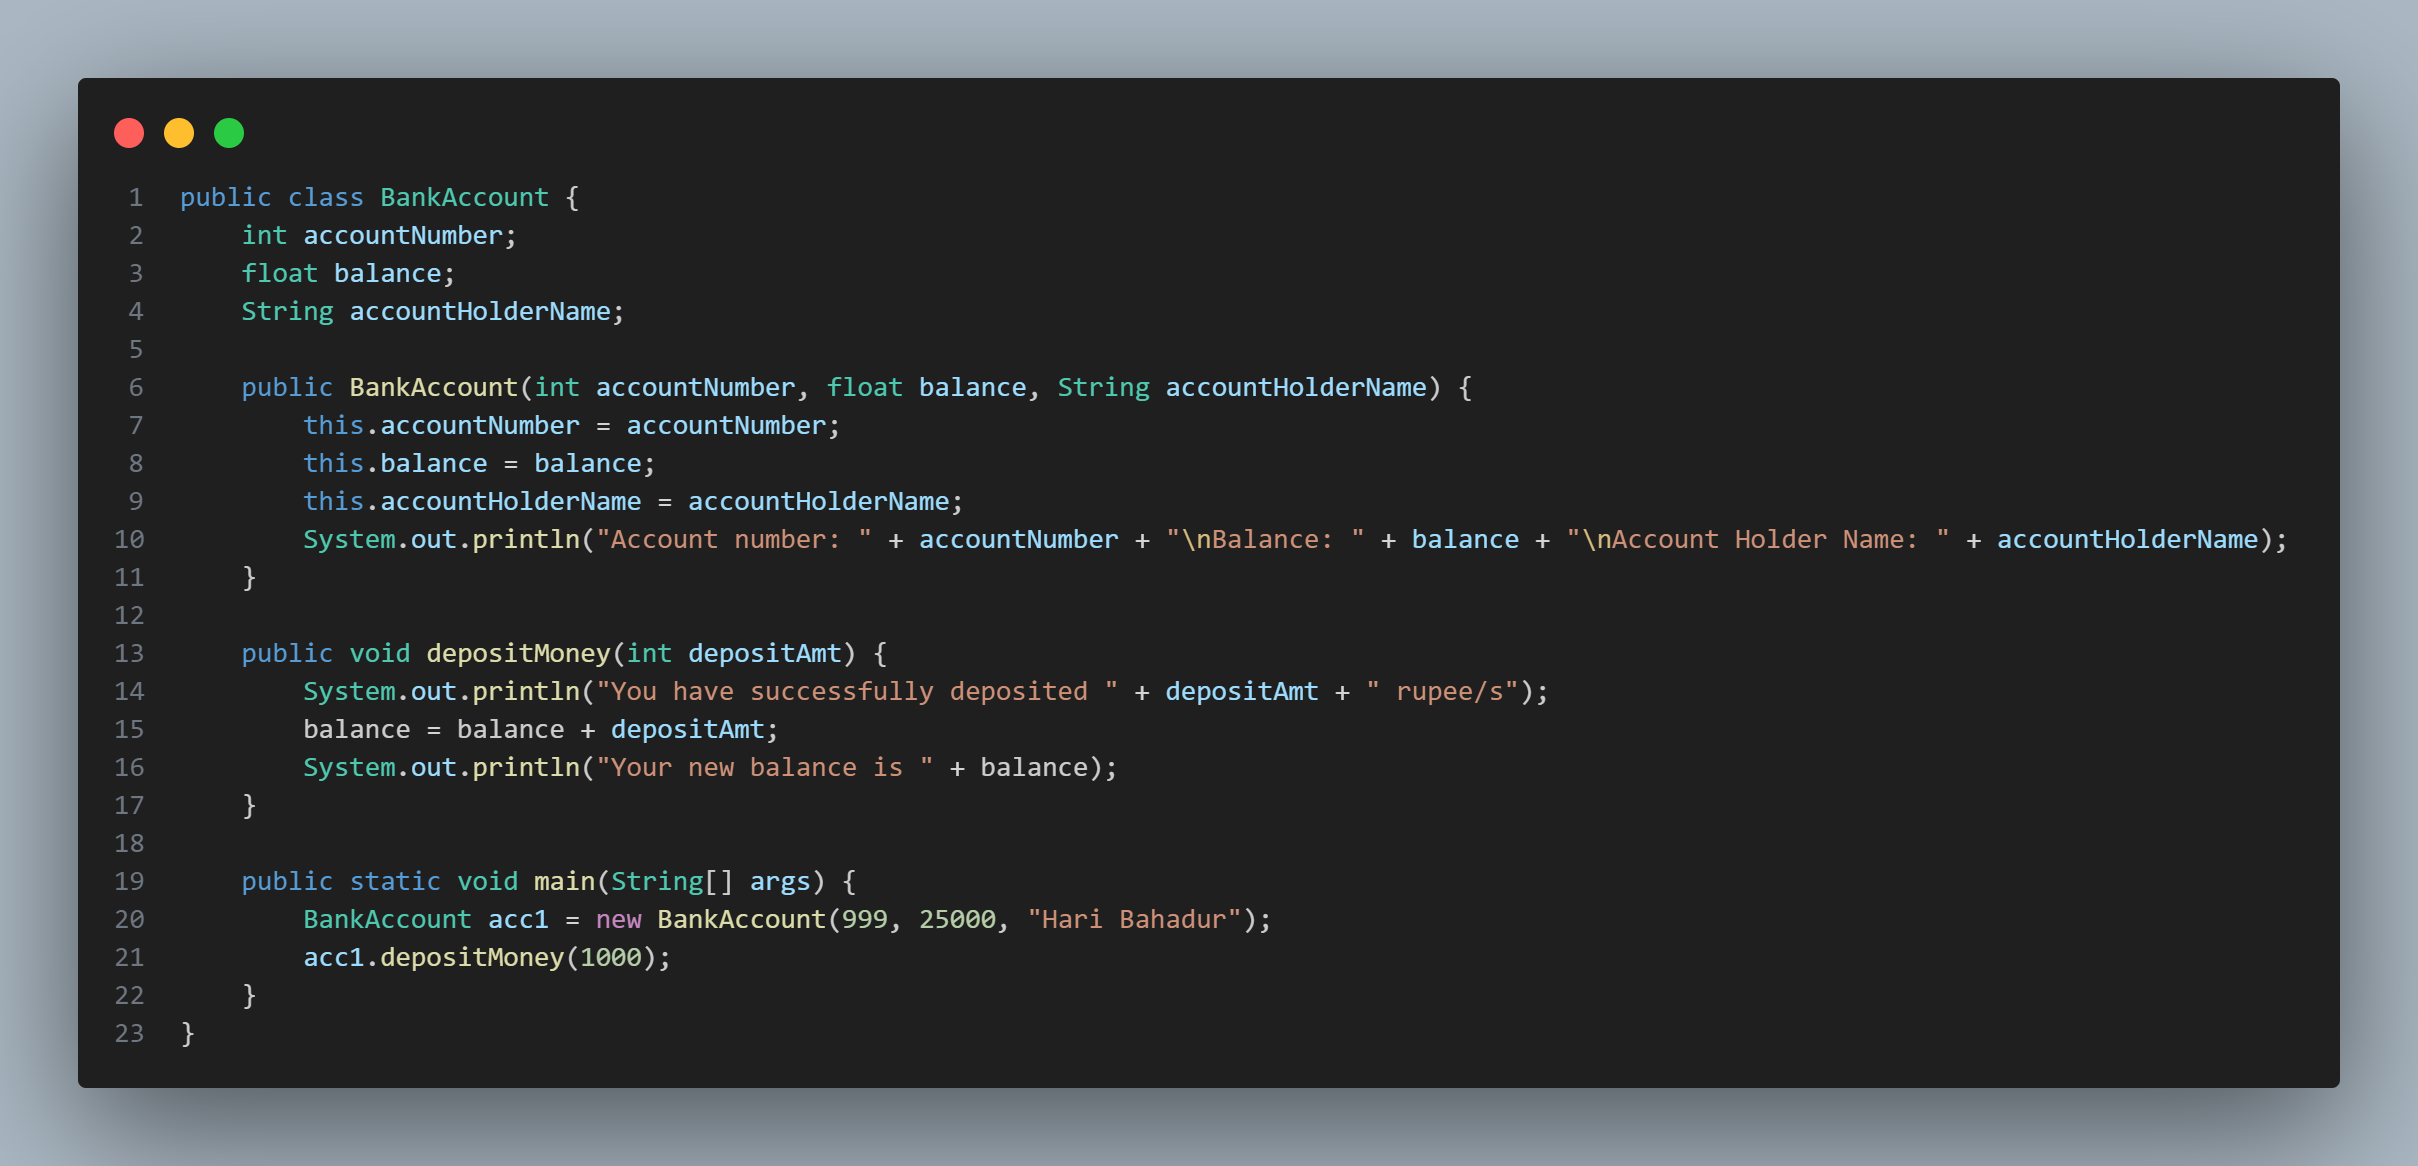 1 public class BankAccount {
2     int accountNumber;
3     float balance;
4     String accountHolderName;
5
6     public BankAccount(int accountNumber, float balance, String accountHolderName) {
7         this.accountNumber = accountNumber;
8         this.balance = balance;
9         this.accountHolderName = accountHolderName;
10         System.out.println("Account number: " + accountNumber + "\nBalance: " + balance + "\nAccount Holder Name: " + accountHolderName);
11     }
12
13     public void depositMoney(int depositAmt) {
14         System.out.println("You have successfully deposited " + depositAmt + " rupee/s");
15         balance = balance + depositAmt;
16         System.out.println("Your new balance is " + balance);
17     }
18
19     public static void main(String[] args) {
20         BankAccount acc1 = new BankAccount(999, 25000, "Hari Bahadur");
21         acc1.depositMoney(1000);
22     }
23 }